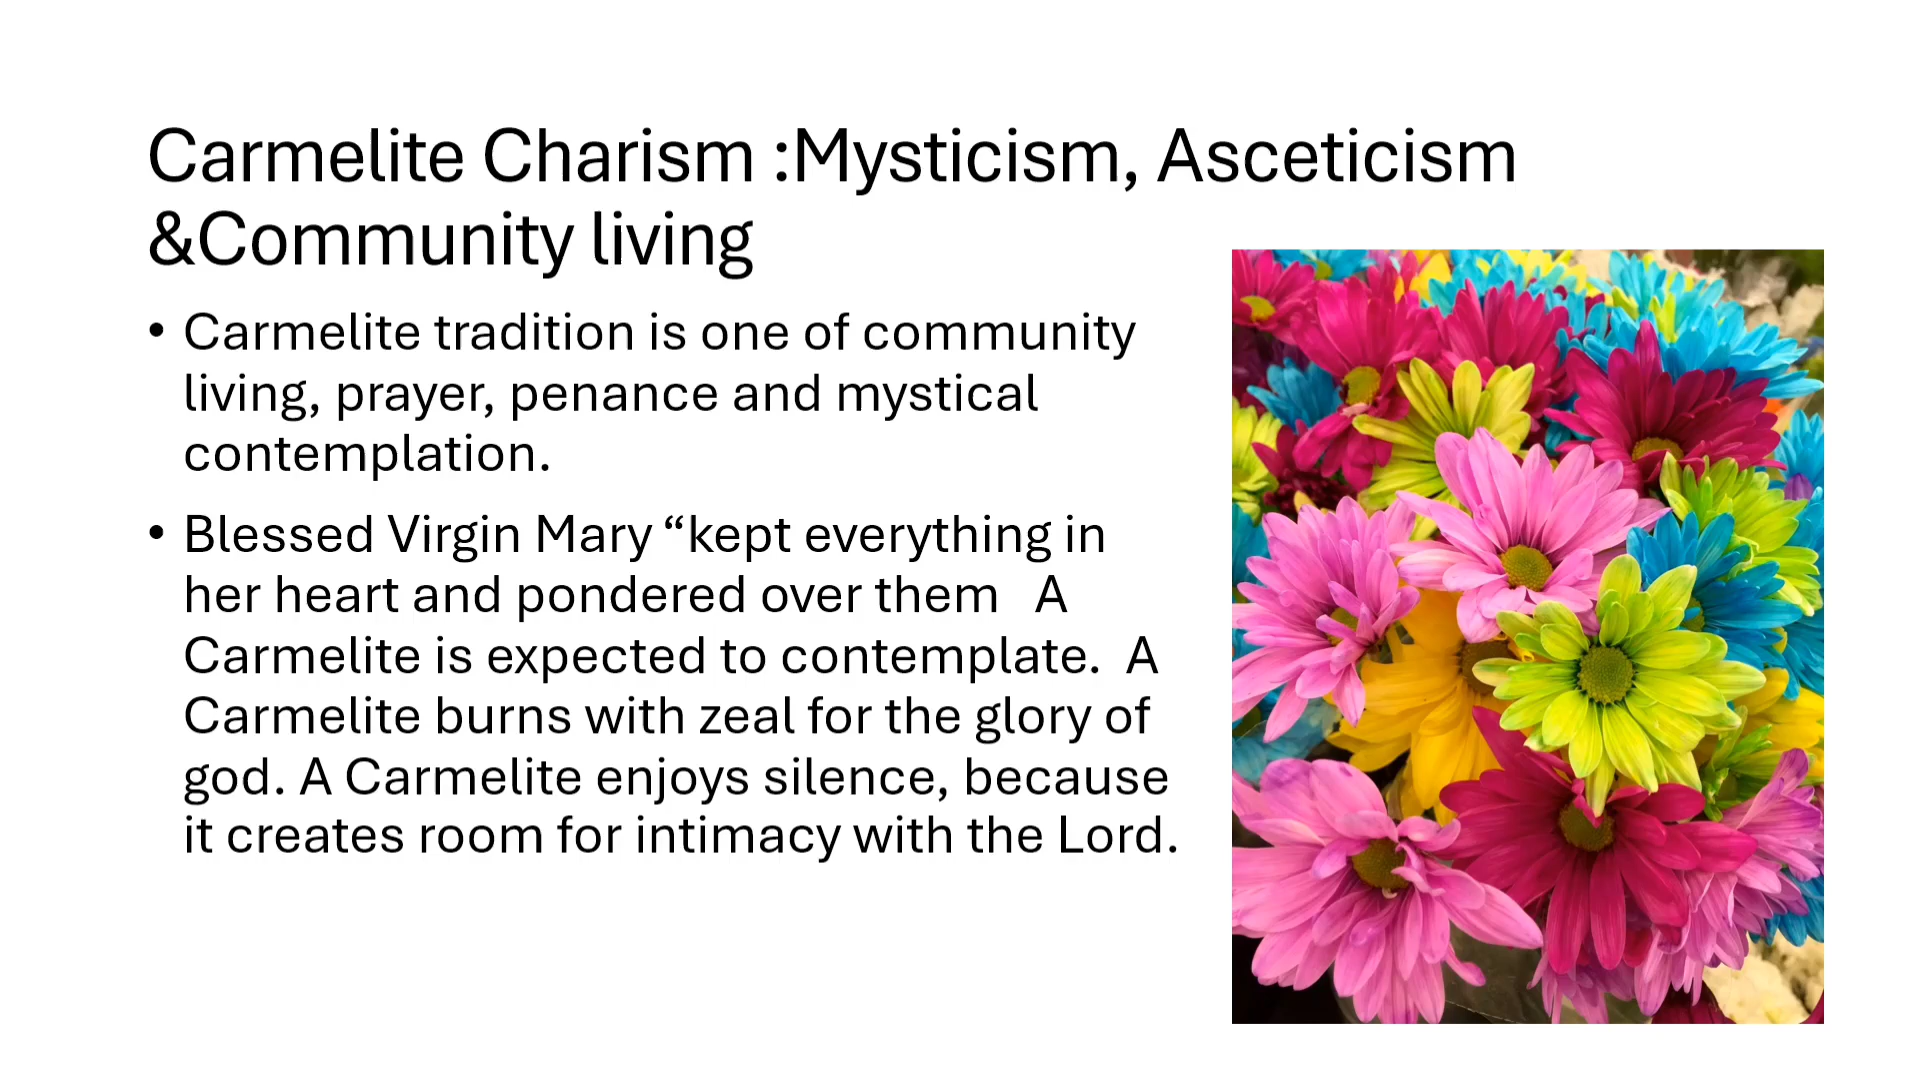 Carmelite Charism :Mysticism, Asceticism
&Community living
• Carmelite tradition is one of community
living, prayer, penance and mystical
contemplation.
• Blessed Virgin Mary “kept everything in
her heart and pondered over them   A
Carmelite is expected to contemplate.  A
Carmelite burns with zeal for the glory of
god. A Carmelite enjoys silence, because
it creates room for intimacy with the Lord.